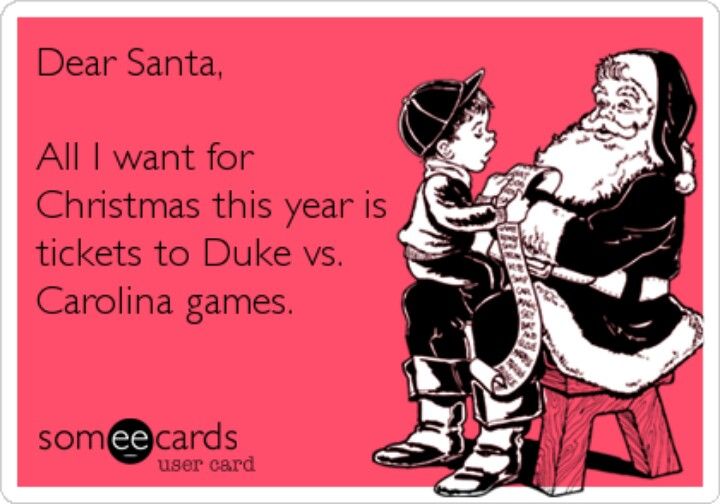 Dear Santa,
All I want for
Christmas this year is
tickets to Duke vs.
Carolina games.
someecards
user card